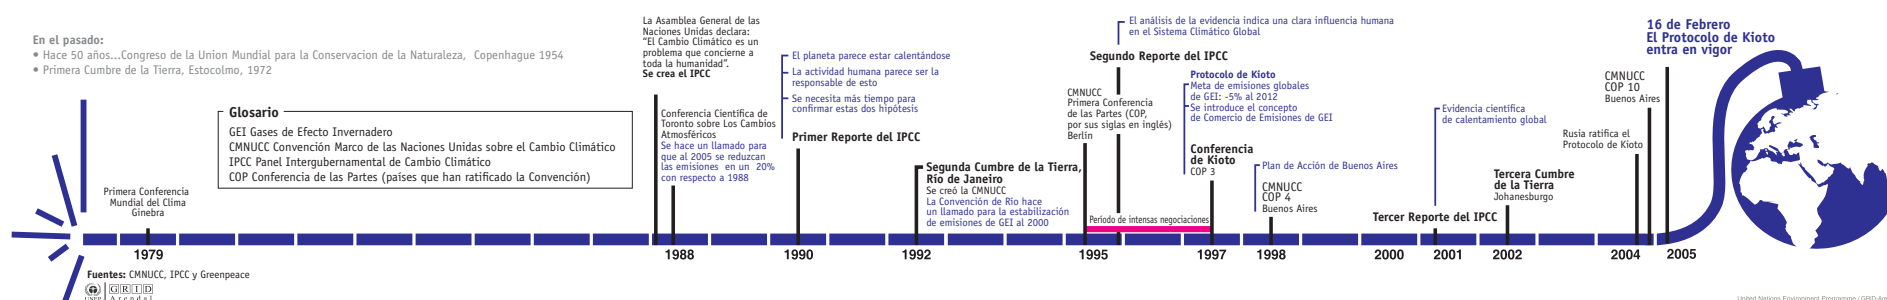 En el pasado:
• Hace 50 años...Congreso de la Union Mundial para la Conservacion de la Naturaleza, Copenhague 1954
• Primera Cumbre de la Tierra, Estocolmo, 1972
Glosario
GEI Gases de Efecto Invernadero
CMNUCC Convención Marco de las Naciones Unidas sobre el Cambio Climático
IPCC Panel Intergubernamental de Cambio Climático
COP Conferencia de las Partes (países que han ratificado la Convención)
Primera Conferencia
Mundial del Clima
Ginebra
La Asamblea General de las
Naciones Unidas declara:
“El Cambio Climático es un
problema que concierne a
toda la humanidad”.
Se crea el IPCC
Conferencia Científica de
Toronto sobre Los Cambios
Atmosféricos
Se hace un llamado para
que al 2005 se reduzcan
las emisiones en un 20%
con respecto a 1988
El planeta parece estar calentándose
La actividad humana parece ser la
responsable de esto
Se necesita más tiempo para
confirmar estas dos hipótesis
Primer Reporte del IPCC
Segunda Cumbre de la Tierra,
Río de Janeiro
Se creó la CMNUCC
La Convención de Río hace
un llamado para la estabilización
de emisiones de GEI al 2000
CMNUCC
Primera Conferencia
de las Partes (COP,
por sus siglas en inglés)
Berlín
El análisis de la evidencia indica una clara influencia humana
en el Sistema Climático Global
Segundo Reporte del IPCC
Período de intensas negociaciones
Protocolo de Kioto
Meta de emisiones globales
de GEI: -5% al 2012
Se introduce el concepto
de Comercio de Emisiones de GEI
Conferencia
de Kioto
COP 3
Plan de Acción de Buenos Aires
CMNUCC
COP 4
Buenos Aires
Evidencia científica
de calentamiento global
Tercer Reporte del IPCC
Tercera Cumbre
de la Tierra
Johanesburgo
Rusia ratifica el
Protocolo de Kioto
CMNUCC
COP 10
Buenos Aires
16 de Febrero
El Protocolo de Kioto
entra en vigor
1979
1988
1990
1992
1995
1997
1998
2000
2001
2002
2004
2005
Fuentes: CMNUCC, IPCC y Greenpeace
UNEP
GRID
Arendal